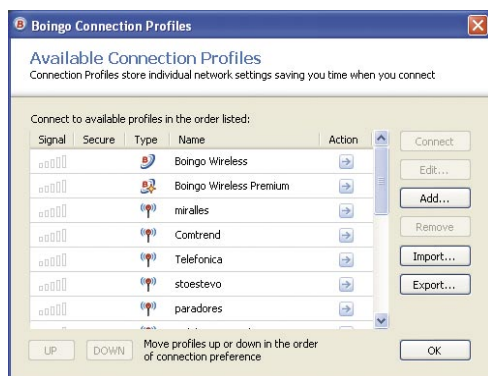 Boingo Connection Profiles
Available Connection Profiles
Connection Profiles store individual network settings saving you time when you connect
Connect to available profiles in the order listed:
Signal Secure Type Name Action
Boingo Wireless
Boingo Wireless Premium
miralles
Comtrend
Telefonica
stoestevo
paradores
Connect
Edit...
Add...
Remove
Import...
Export...
UP DOWN
Move profiles up or down in the order
of connection preference
OK